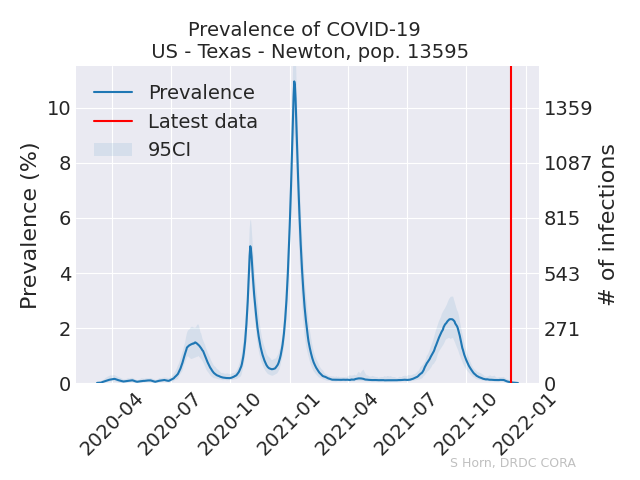 Prevalence of COVID-19
US - Texas - Newton, pop. 13595
Prevalence
Latest data
95CI
Prevalence (%)
10
8
6
4
2
0
1359
1087
815
543
271
0
# of infections
2020-04
2020-07
2020-10
2021-01
2021-04
2021-07
2021-10
2022-01
S Horn, DRDC CORA